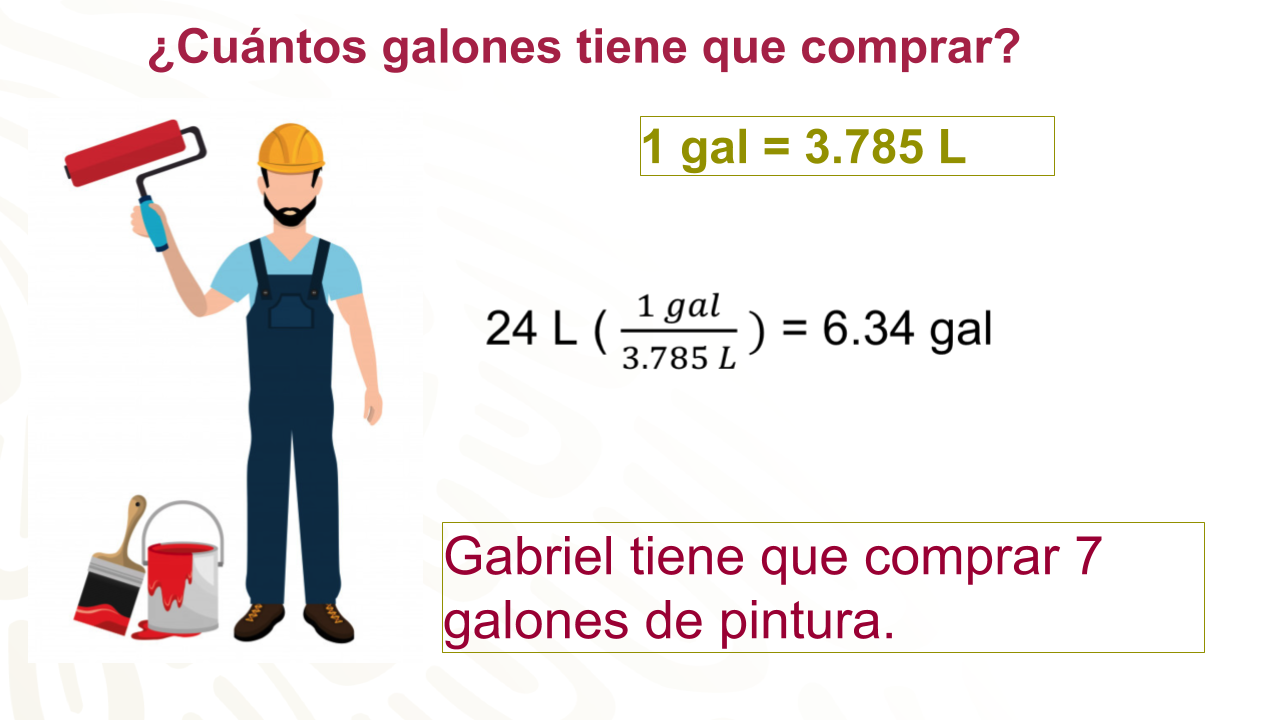 ¿Cuántos galones tiene que comprar?
1 gal = 3.785 L
24 L ( 1 gal / 3.785 L ) = 6.34 gal
Gabriel tiene que comprar 7
galones de pintura.